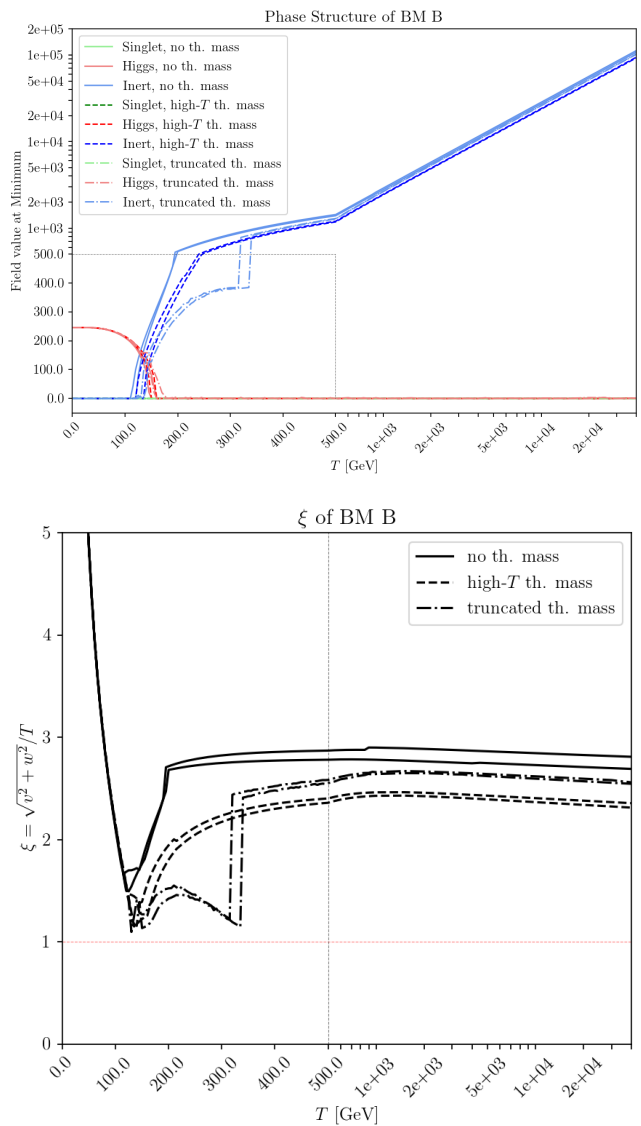 Phase Structure of BM B
Singlet, no th. mass
Higgs, no th. mass
Inert, no th. mass
Singlet, high-T th. mass
Higgs, high-T th. mass
Inert, high-T th. mass
Singlet, truncated th. mass
Higgs, truncated th. mass
Inert, truncated th. mass
Field value at Minimum
2e+05
1e+05
5e+04
2e+04
1e+04
5e+03
2e+03
1e+03
500.0
400.0
300.0
200.0
100.0
0.0
0.0 100.0 200.0 300.0 400.0 500.0 1e+03 2e+03 5e+03 1e+04 2e+04
T [GeV]
ξ of BM B
no th. mass
high-T th. mass
truncated th. mass
ξ = √v² + w²/T
5
4
3
2
1
0
0.0 100.0 200.0 300.0 400.0 500.0 1e+03 2e+03 5e+03 1e+04 2e+04
T [GeV]